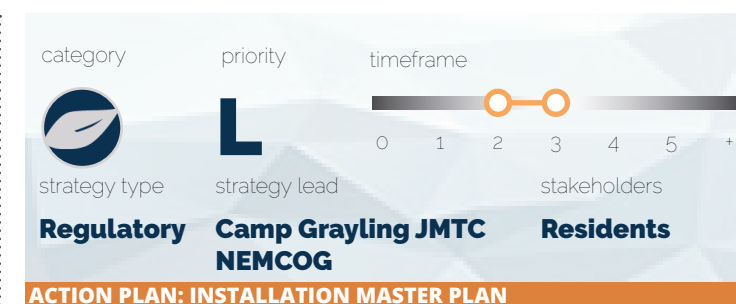 category priority timeframe
L
0 1 2 3 4 5 +
strategy type strategy lead stakeholders
Regulatory Camp Grayling JMTC Residents
NEMCOG
ACTION PLAN: INSTALLATION MASTER PLAN